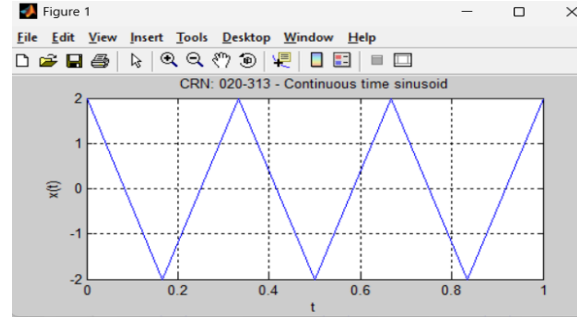 Figure 1
File Edit View Insert Tools Desktop Window Help
CRN: 020-313 - Continuous time sinusoid
2
1
0
-1
-2
x(t)
0 0.2 0.4 0.6 0.8 1
t